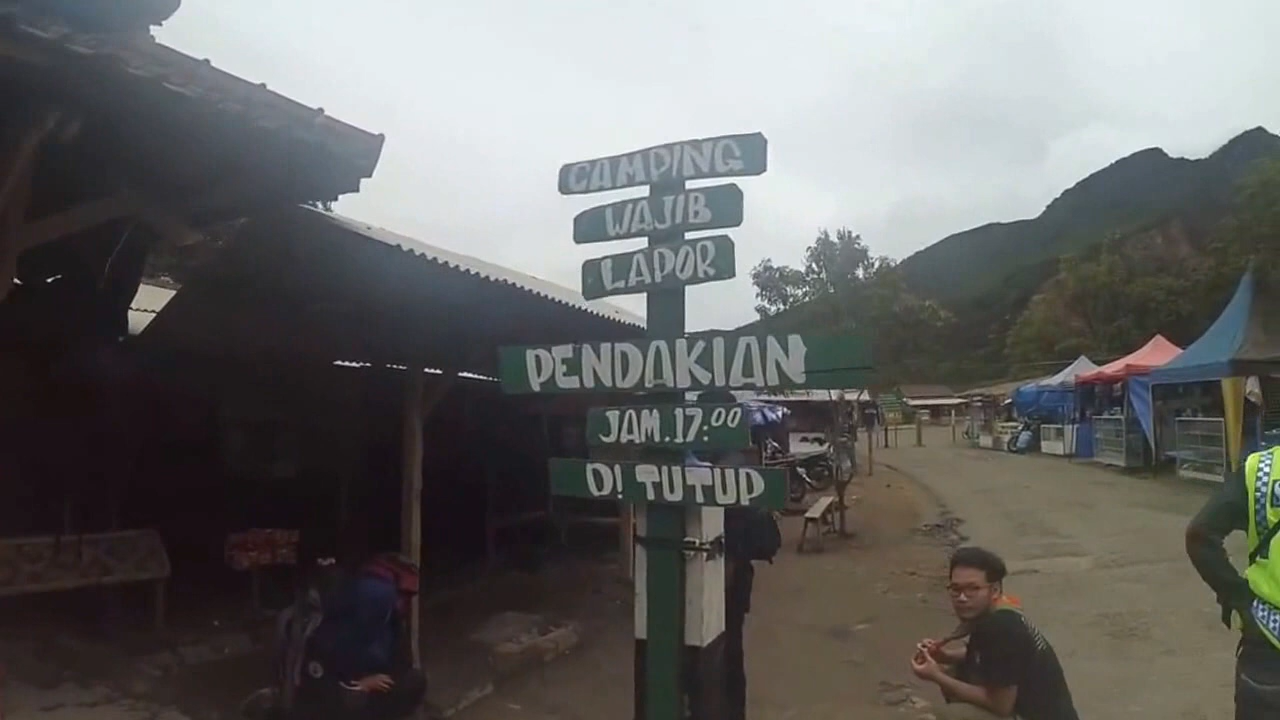 CAMPING
WAJIB
LAPOR
PENDAKIAN
JAM.17:00
DI TUTUP